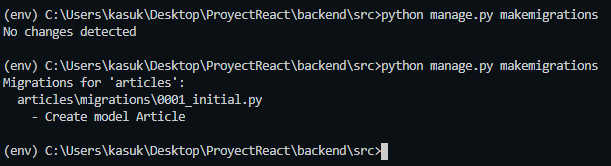 (env) C:\Users\kasuk\Desktop\ProyectReact\backend\src>python manage.py makemigrations
No changes detected
(env) C:\Users\kasuk\Desktop\ProyectReact\backend\src>python manage.py makemigrations
Migrations for 'articles':
  articles\migrations\0001_initial.py
    - Create model Article
(env) C:\Users\kasuk\Desktop\ProyectReact\backend\src>